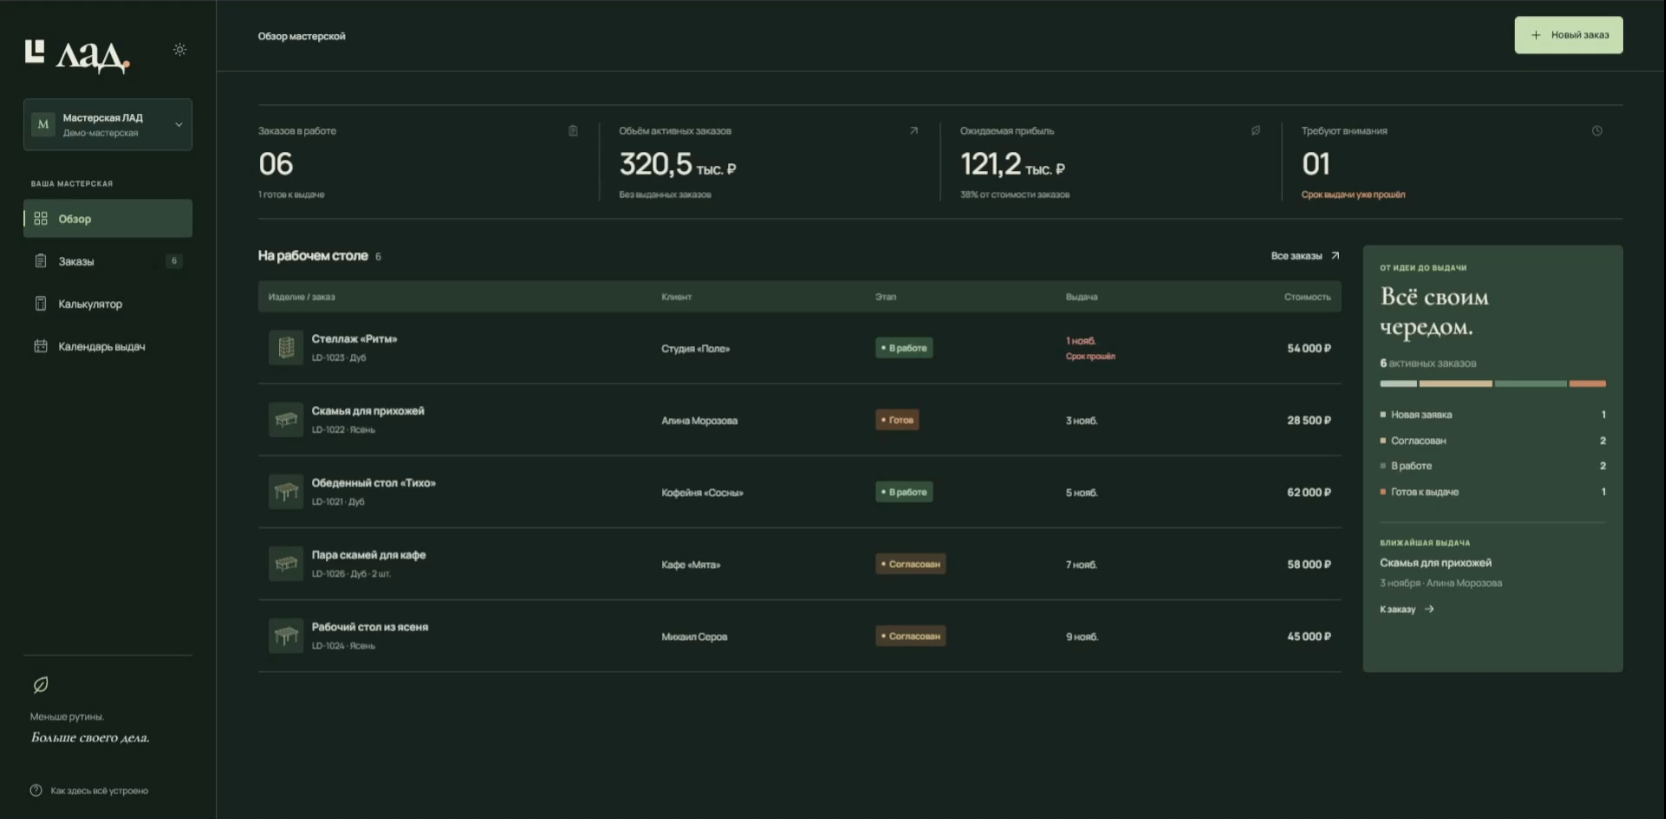 лад.
М
Мастерская ЛАД
Демо-мастерская
ВАША МАСТЕРСКАЯ
Обзор
Заказы 6
Калькулятор
Календарь выдач
Меньше рутины.
Больше своего дела.
Как здесь всё устроено
Обзор мастерской
+ Новый заказ
Заказов в работе
06
1 готов к выдаче
Объём активных заказов
320,5 тыс. ₽
Без выданных заказов
Ожидаемая прибыль
121,2 тыс. ₽
38% от стоимости заказов
Требуют внимания
01
Срок выдачи уже прошёл
На рабочем столе 6
Все заказы
Изделие / заказ Клиент Этап Выдача Стоимость
Стеллаж «Ритм»
LD-1023 · Дуб
Студия «Поле»
В работе
1 нояб.
Срок прошёл
54 000 ₽
Скамья для прихожей
LD-1022 · Ясень
Алина Морозова
Готов
3 нояб.
28 500 ₽
Обеденный стол «Тихо»
LD-1021 · Дуб
Кофейня «Сосны»
В работе
5 нояб.
62 000 ₽
Пара скамей для кафе
LD-1026 · Дуб · 2 шт.
Кафе «Мята»
Согласован
7 нояб.
58 000 ₽
Рабочий стол из ясеня
LD-1024 · Ясень
Михаил Серов
Согласован
9 нояб.
45 000 ₽
ОТ ИДЕИ ДО ВЫДАЧИ
Всё своим
чередом.
6 активных заказов
Новая заявка 1
Согласован 2
В работе 2
Готов к выдаче 1
БЛИЖАЙШАЯ ВЫДАЧА
Скамья для прихожей
3 ноября · Алина Морозова
К заказу